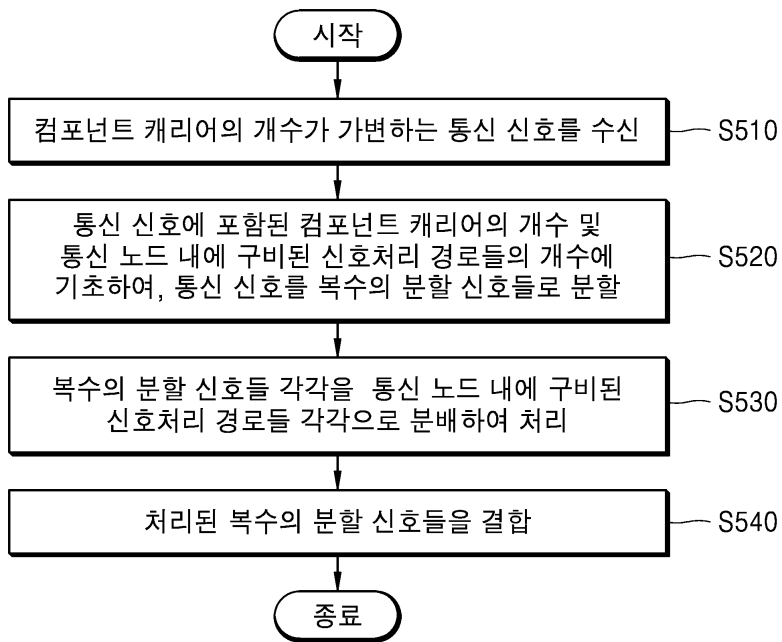 시작
컴포넌트 캐리어의 개수가 가변하는 통신 신호를 수신
S510
통신 신호에 포함된 컴포넌트 캐리어의 개수 및
통신 노드 내에 구비된 신호처리 경로들의 개수에
기초하여, 통신 신호를 복수의 분할 신호들로 분할
S520
복수의 분할 신호들 각각을 통신 노드 내에 구비된
신호처리 경로들 각각으로 분배하여 처리
S530
처리된 복수의 분할 신호들을 결합
S540
종료